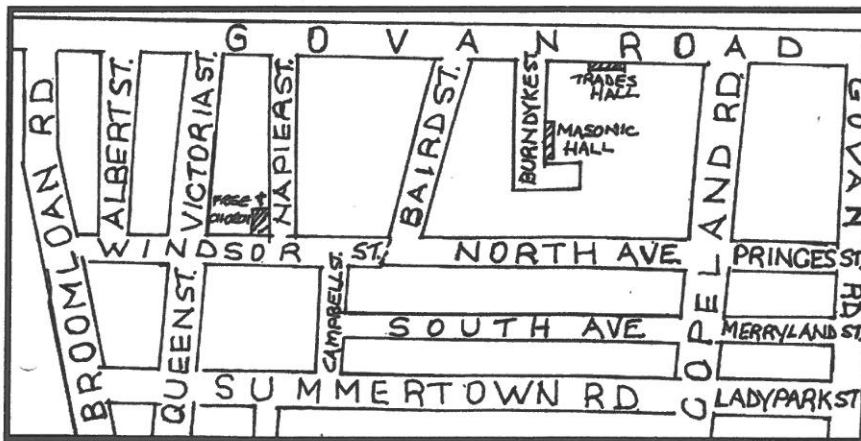 GOVAN ROAD
BROOMLOAN RD
ALBERT ST.
VICTORIA ST.
NAPIER ST.
BAIRD ST.
BURNDYKE ST.
TRADES
HALL
MASONIC
HALL
COPELAND RD
GOVAN RD
FREE
CHURCH
WINDSOR ST.
NORTH AVE
PRINCES ST.
QUEEN ST.
CAMPBELL ST.
SOUTH AVE
MERRYLAND ST.
SUMMERTOWN RD
LADYPARK ST